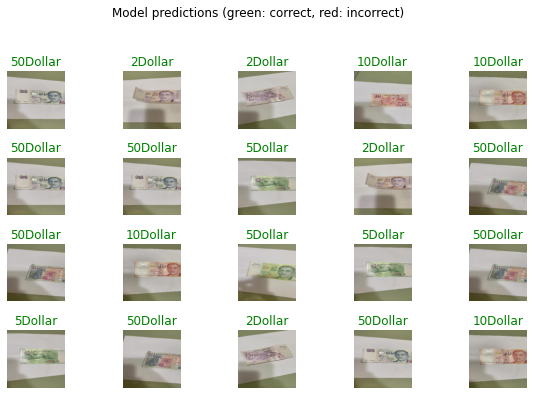 Model predictions (green: correct, red: incorrect)
50Dollar 2Dollar 2Dollar 10Dollar 10Dollar
50Dollar 50Dollar 5Dollar 2Dollar 50Dollar
50Dollar 10Dollar 5Dollar 5Dollar 50Dollar
5Dollar 50Dollar 2Dollar 50Dollar 10Dollar